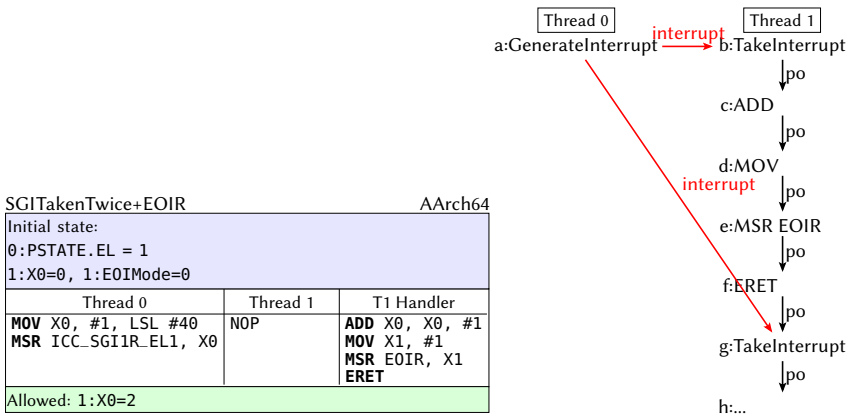 SGITakenTwice+EOIR AArch64
Initial state:
0:PSTATE.EL = 1
1:X0=0, 1:EOIMode=0
Thread 0 Thread 1 T1 Handler
MOV X0, #1, LSL #40 NOP ADD X0, X0, #1
MSR ICC_SGI1R_EL1, X0 MOV X1, #1
MSR EOIR, X1
ERET
Allowed: 1:X0=2
Thread 0 Thread 1
a:GenerateInterrupt interrupt b:TakeInterrupt
po
c:ADD
po
d:MOV
interrupt po
e:MSR EOIR
po
f:ERET
po
g:TakeInterrupt
po
h:...